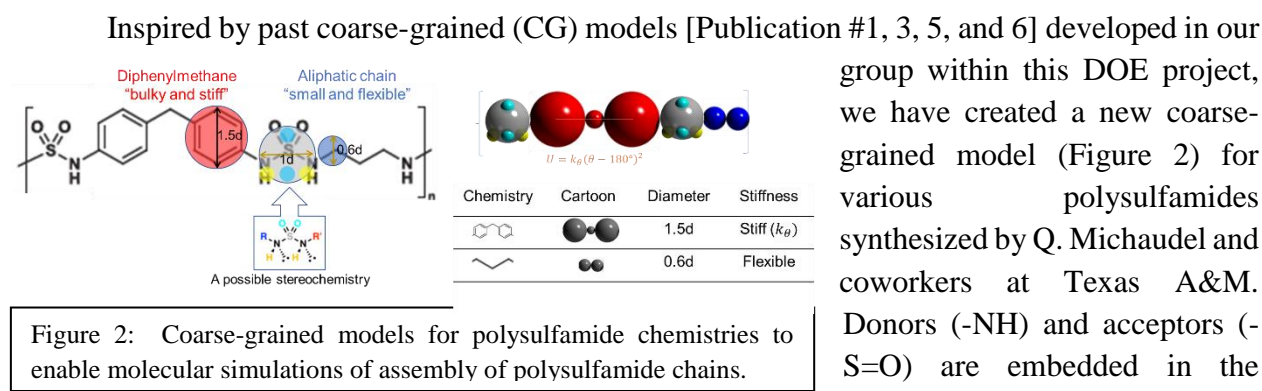 Inspired by past coarse-grained (CG) models [Publication #1, 3, 5, and 6] developed in our
group within this DOE project,
we have created a new coarse-
grained model (Figure 2) for
various polysulfamides
synthesized by Q. Michaudel and
coworkers at Texas A&M.
Donors (-NH) and acceptors (-
S=O) are embedded in the
Diphenylmethane
"bulky and stiff"
Aliphatic chain
"small and flexible"
O O
S
N
H
1.5d
N
H
O O
S
1d
N
H
0.6d
H
N
n
O O
R N S N R'
H H
A possible stereochemistry
U = kθ(θ − 180°)²
Chemistry Cartoon Diameter Stiffness
1.5d Stiff (kθ)
0.6d Flexible
Figure 2: Coarse-grained models for polysulfamide chemistries to
enable molecular simulations of assembly of polysulfamide chains.